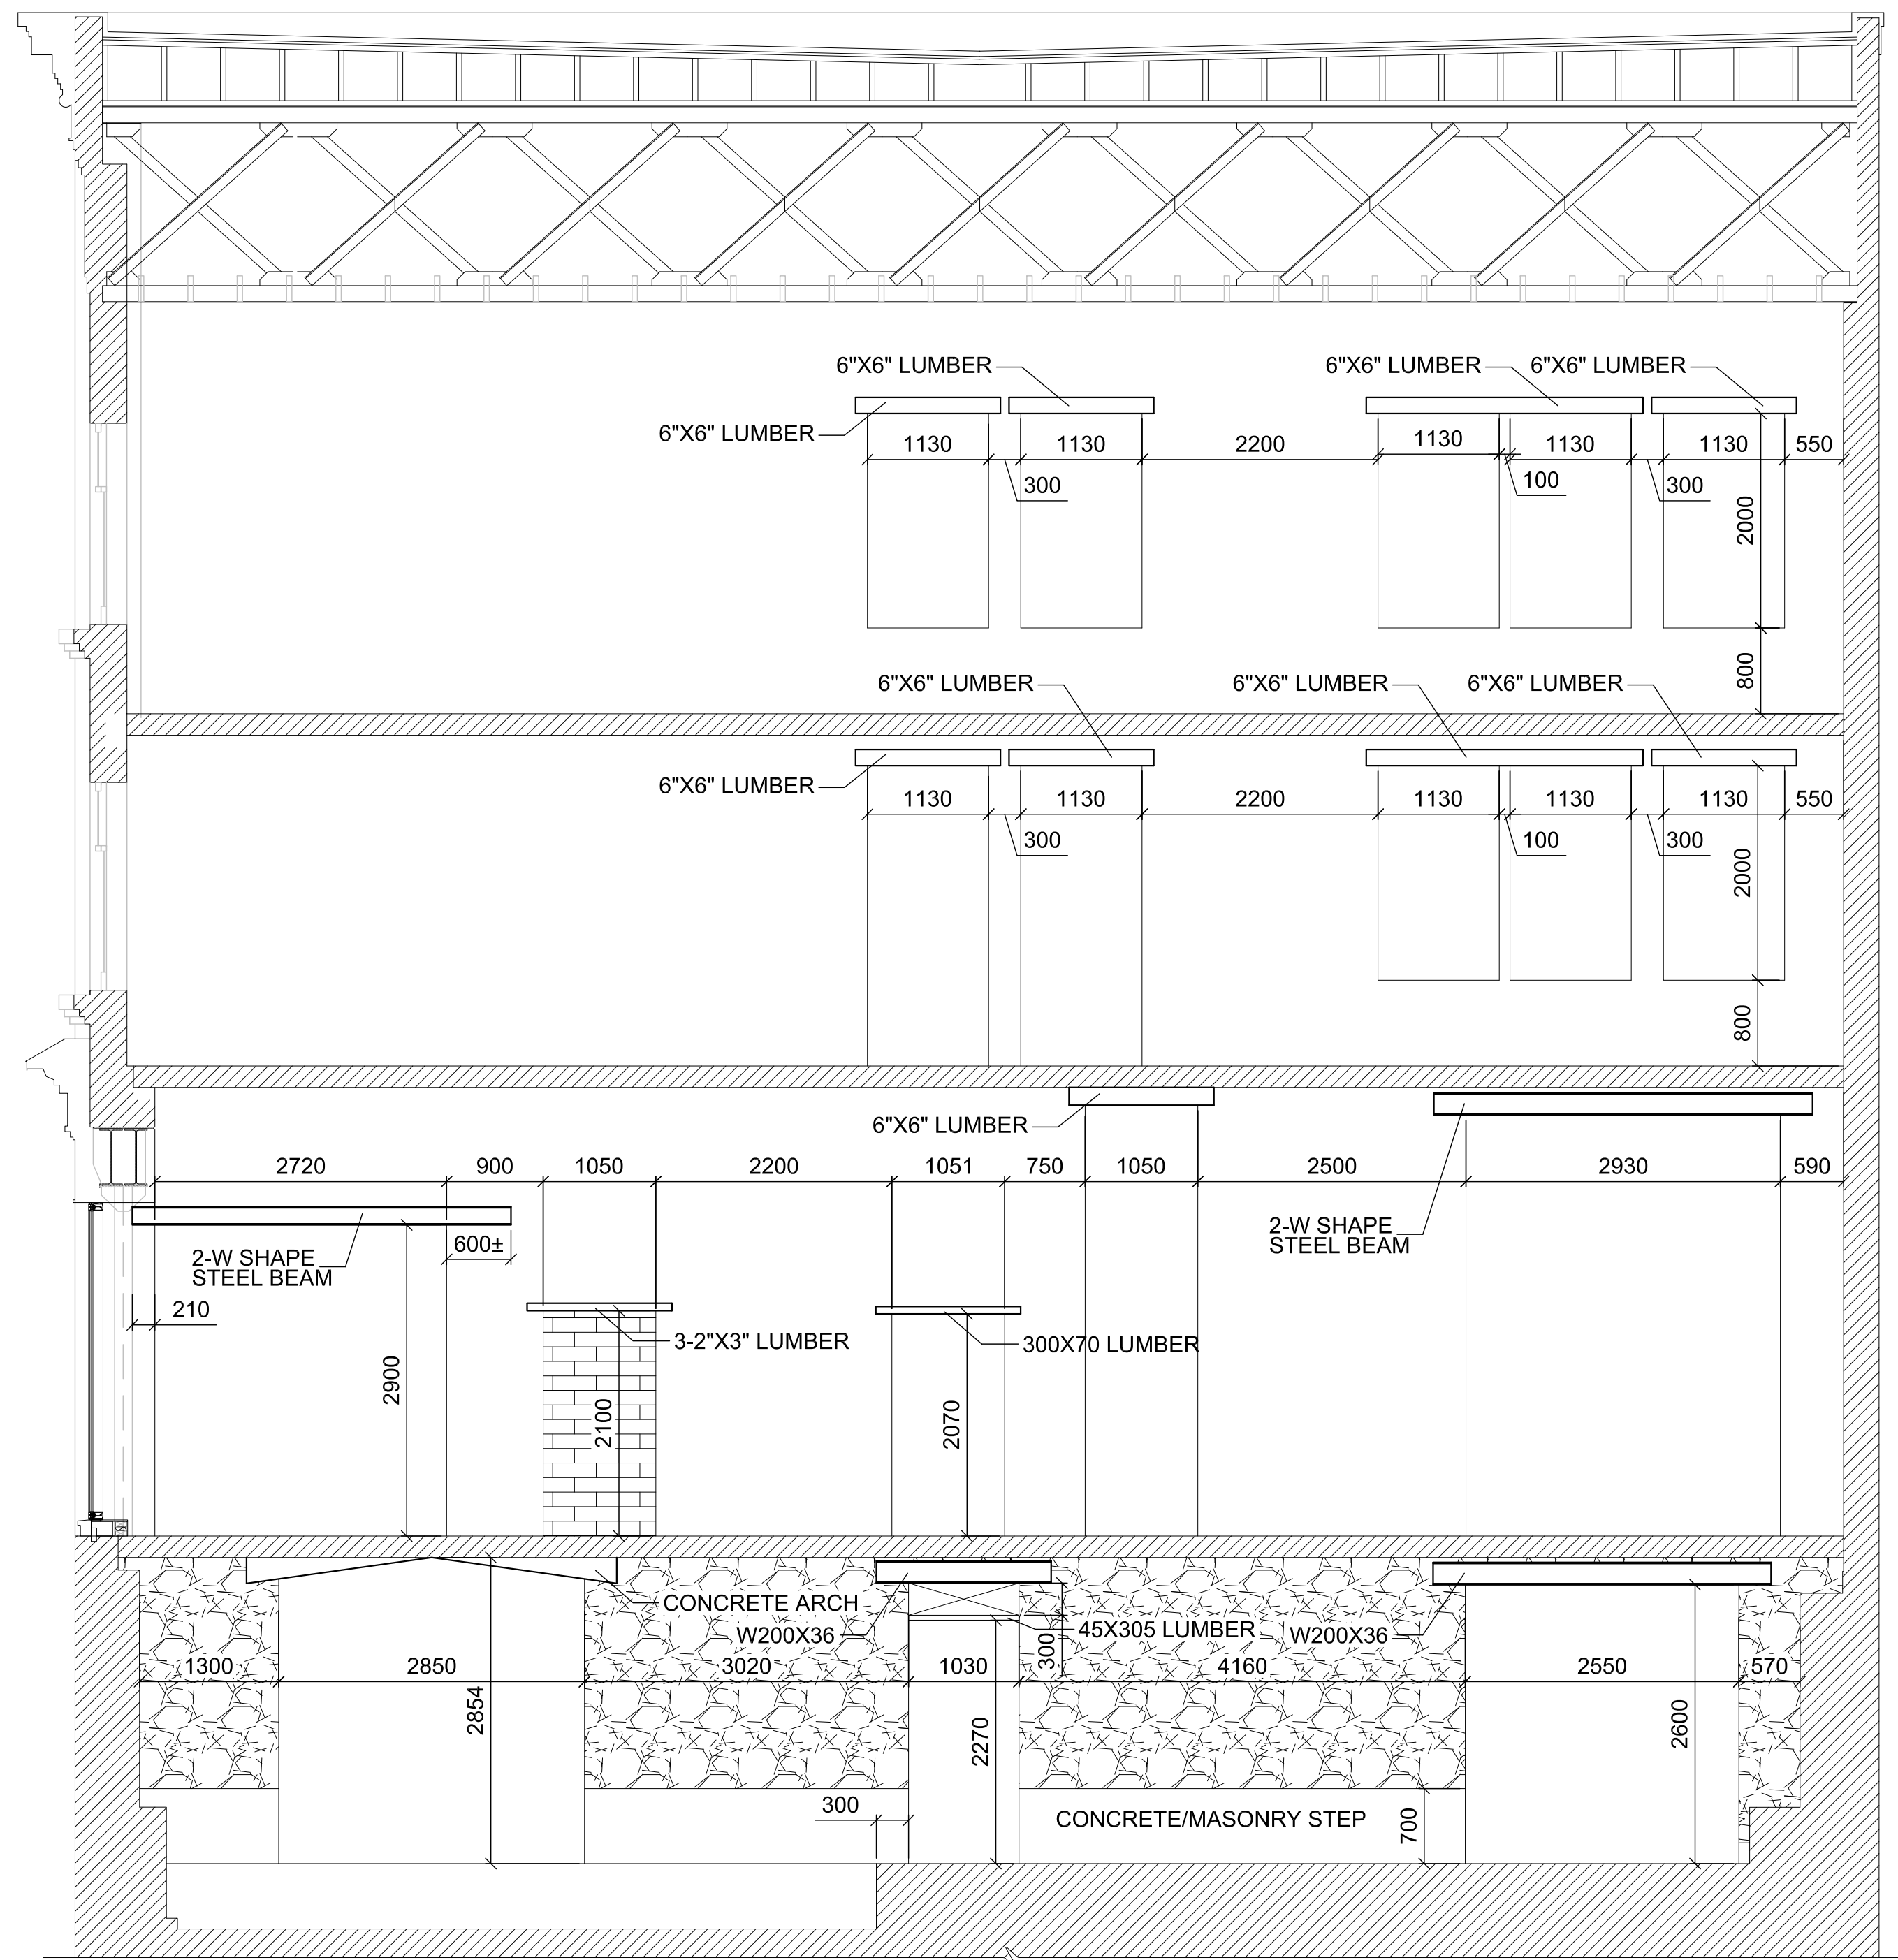 6"X6" LUMBER
6"X6" LUMBER
6"X6" LUMBER
6"X6" LUMBER
1130
1130
2200
1130
1130
1130
550
300
100
300
2000
800
6"X6" LUMBER
6"X6" LUMBER
6"X6" LUMBER
6"X6" LUMBER
1130
1130
2200
1130
1130
1130
550
300
100
300
2000
800
6"X6" LUMBER
2720
900
1050
2200
1051
750
1050
2500
2930
590
2-W SHAPE
STEEL BEAM
600±
2-W SHAPE
STEEL BEAM
210
3-2"X3" LUMBER
300X70 LUMBER
2900
2100
2070
CONCRETE ARCH
W200X36
45X305 LUMBER
W200X36
300
1300
2850
3020
1030
4160
2550
570
2854
2270
2600
300
CONCRETE/MASONRY STEP
700